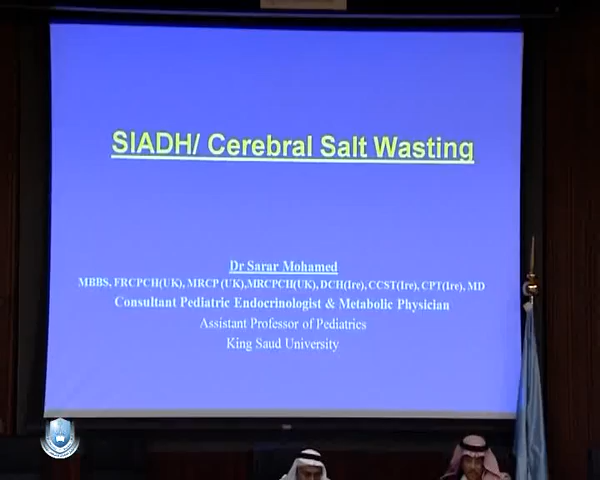 SIADH/ Cerebral Salt Wasting
Dr Sarar Mohamed
MBBS, FRCPCH(UK), MRCP (UK),MRCPCH(UK), DCH(Ire), CCST(Ire), CPT(Ire), MD
Consultant Pediatric Endocrinologist & Metabolic Physician
Assistant Professor of Pediatrics
King Saud University